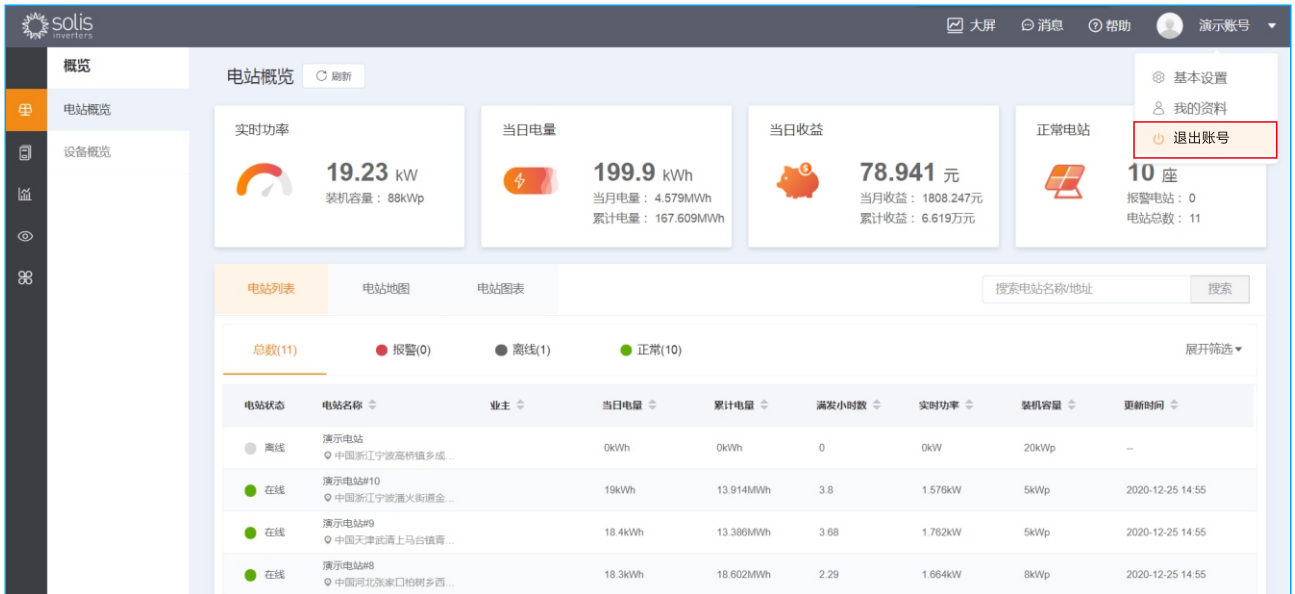 solis
inverters
大屏 消息 帮助 演示账号
基本设置
我的资料
退出账号
概览
电站概览
设备概览
电站概览 刷新
实时功率
19.23 kW
装机容量： 88kWp
当日电量
199.9 kWh
当月电量： 4.579MWh
累计电量： 167.609MWh
当日收益
78.941 元
当月收益： 1808.247元
累计收益： 6.619万元
正常电站
10 座
报警电站： 0
电站总数： 11
电站列表 电站地图 电站图表 搜索电站名称/地址 搜索
总数(11) 报警(0) 离线(1) 正常(10) 展开筛选
电站状态 电站名称 业主 当日电量 累计电量 满发小时数 实时功率 装机容量 更新时间
离线 演示电站 0kWh 0kWh 0 0kW 20kWp --
中国浙江宁波高桥镇乡成...
在线 演示电站#10 19kWh 13.914MWh 3.8 1.576kW 5kWp 2020-12-25 14:55
中国浙江宁波潘火街道金...
在线 演示电站#9 18.4kWh 13.386MWh 3.68 1.762kW 5kWp 2020-12-25 14:55
中国天津武清上马台镇青...
在线 演示电站#8 18.3kWh 18.602MWh 2.29 1.664kW 8kWp 2020-12-25 14:55
中国河北张家口柏树乡西...